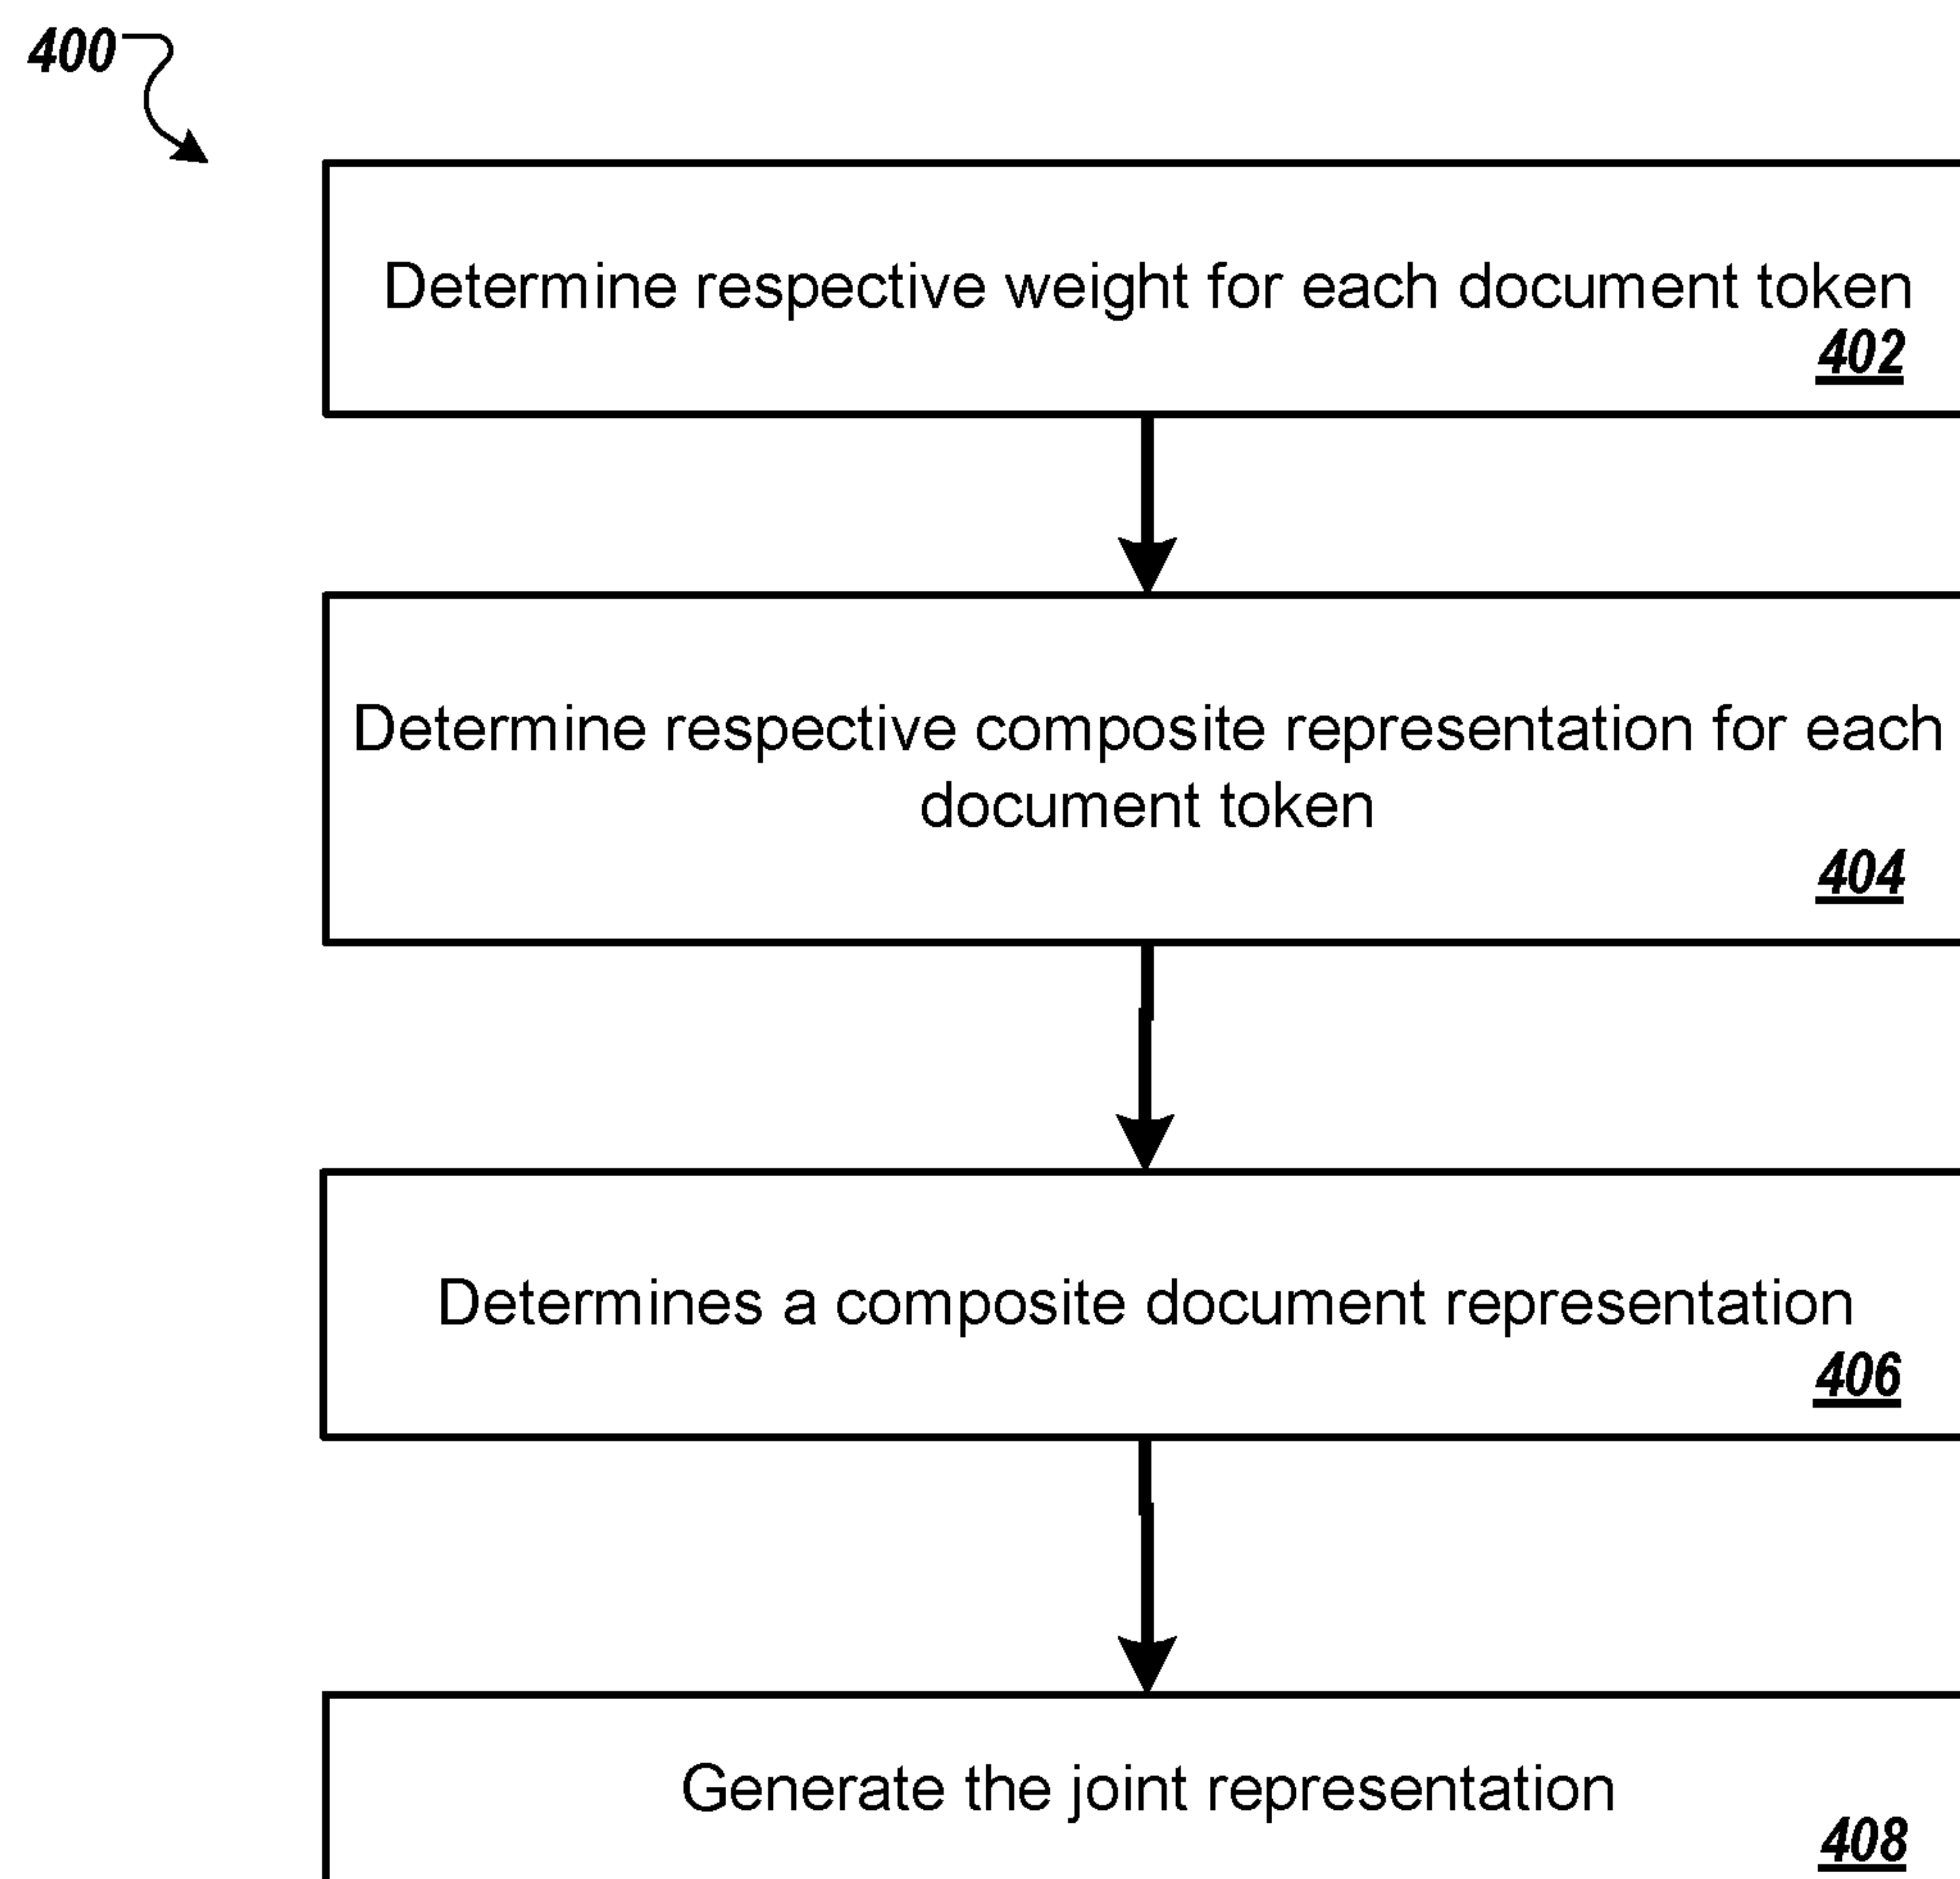 400
Determine respective weight for each document token
402
Determine respective composite representation for each
document token
404
Determines a composite document representation
406
Generate the joint representation
408